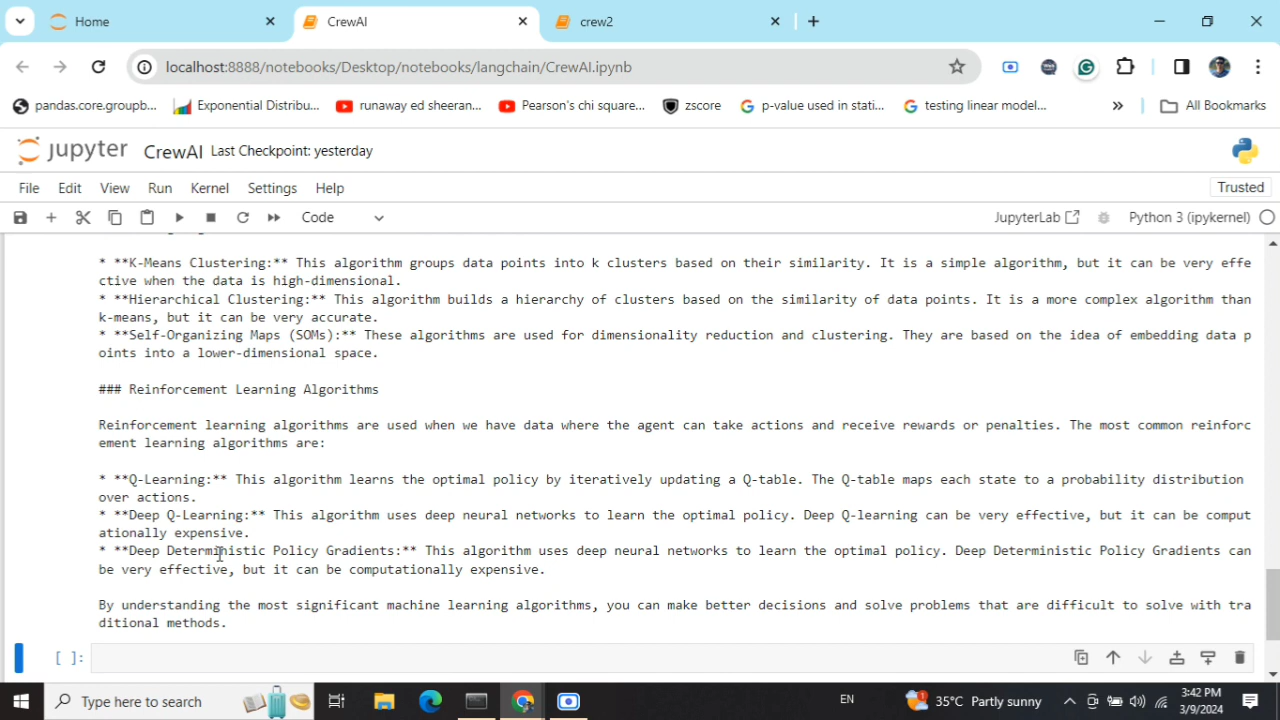 Home
CrewAI
crew2
localhost:8888/notebooks/Desktop/notebooks/langchain/CrewAI.ipynb
pandas.core.groupb...
Exponential Distribu...
runaway ed sheeran...
Pearson's chi square...
zscore
p-value used in stati...
testing linear model...
»
All Bookmarks
jupyter CrewAI Last Checkpoint: yesterday
File Edit View Run Kernel Settings Help
Trusted
Code
JupyterLab
Python 3 (ipykernel)
* **K-Means Clustering:** This algorithm groups data points into k clusters based on their similarity. It is a simple algorithm, but it can be very effe
ctive when the data is high-dimensional.
* **Hierarchical Clustering:** This algorithm builds a hierarchy of clusters based on the similarity of data points. It is a more complex algorithm than
k-means, but it can be very accurate.
* **Self-Organizing Maps (SOMs):** These algorithms are used for dimensionality reduction and clustering. They are based on the idea of embedding data p
oints into a lower-dimensional space.
### Reinforcement Learning Algorithms
Reinforcement learning algorithms are used when we have data where the agent can take actions and receive rewards or penalties. The most common reinforc
ement learning algorithms are:
* **Q-Learning:** This algorithm learns the optimal policy by iteratively updating a Q-table. The Q-table maps each state to a probability distribution
over actions.
* **Deep Q-Learning:** This algorithm uses deep neural networks to learn the optimal policy. Deep Q-learning can be very effective, but it can be comput
ationally expensive.
* **Deep Deterministic Policy Gradients:** This algorithm uses deep neural networks to learn the optimal policy. Deep Deterministic Policy Gradients can
be very effective, but it can be computationally expensive.
By understanding the most significant machine learning algorithms, you can make better decisions and solve problems that are difficult to solve with tra
ditional methods.
[ ]:
Type here to search
EN
35°C Partly sunny
3:42 PM
3/9/2024